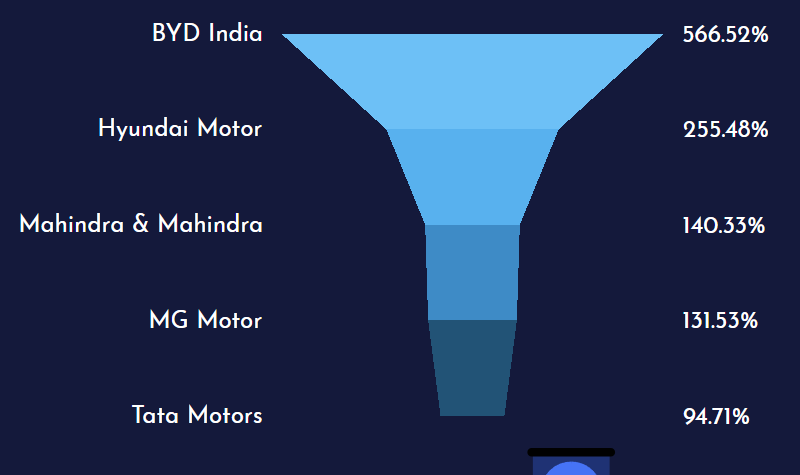 BYD India 566.52%
Hyundai Motor 255.48%
Mahindra & Mahindra 140.33%
MG Motor 131.53%
Tata Motors 94.71%